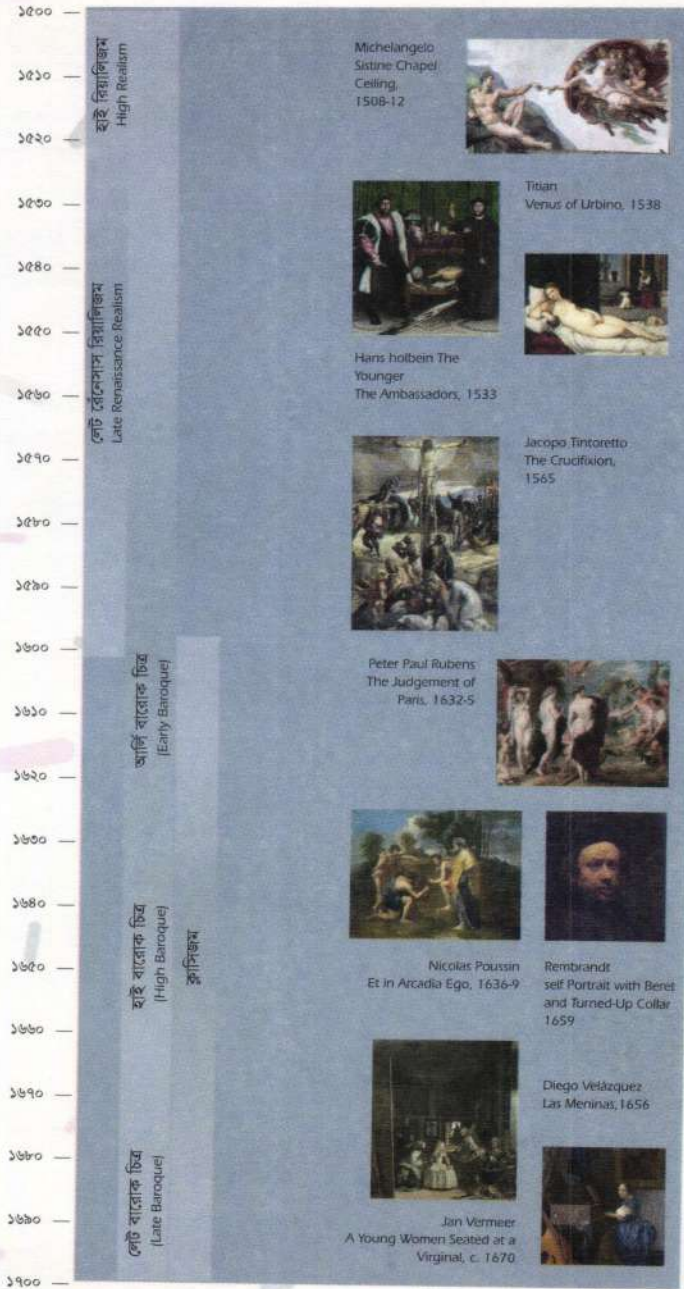 ১৫০০
১৫১০
১৫২০
১৫৩০
১৫৪০
১৫৫০
১৫৬০
১৫৭০
১৫৮০
১৫৯০
১৬০০
১৬১০
১৬২০
১৬৩০
১৬৪০
১৬৫০
১৬৬০
১৬৭০
১৬৮০
১৬৯০
১৭০০
হাই রিয়ালিজম
High Realism
লেট রেঁনেসাস রিয়ালিজম
Late Renaissance Realism
আর্লি বারোক চিত্র
(Early Baroque)
হাই বারোক চিত্র
(High Baroque)
ক্লাসিজম
লেট বারোক চিত্র
(Late Baroque)
Michelangelo
Sistine Chapel
Ceiling,
1508-12
Titian
Venus of Urbino, 1538
Hans holbein The
Younger
The Ambassadors, 1533
Jacopo Tintoretto
The Crucifixion,
1565
Peter Paul Rubens
The Judgement of
Paris, 1632-5
Nicolas Poussin
Et in Arcadia Ego, 1636-9
Rembrandt
self Portrait with Beret
and Turned-Up Collar
1659
Diego Velázquez
Las Meninas,1656
Jan Vermeer
A Young Women Seated at a
Virginal, c. 1670